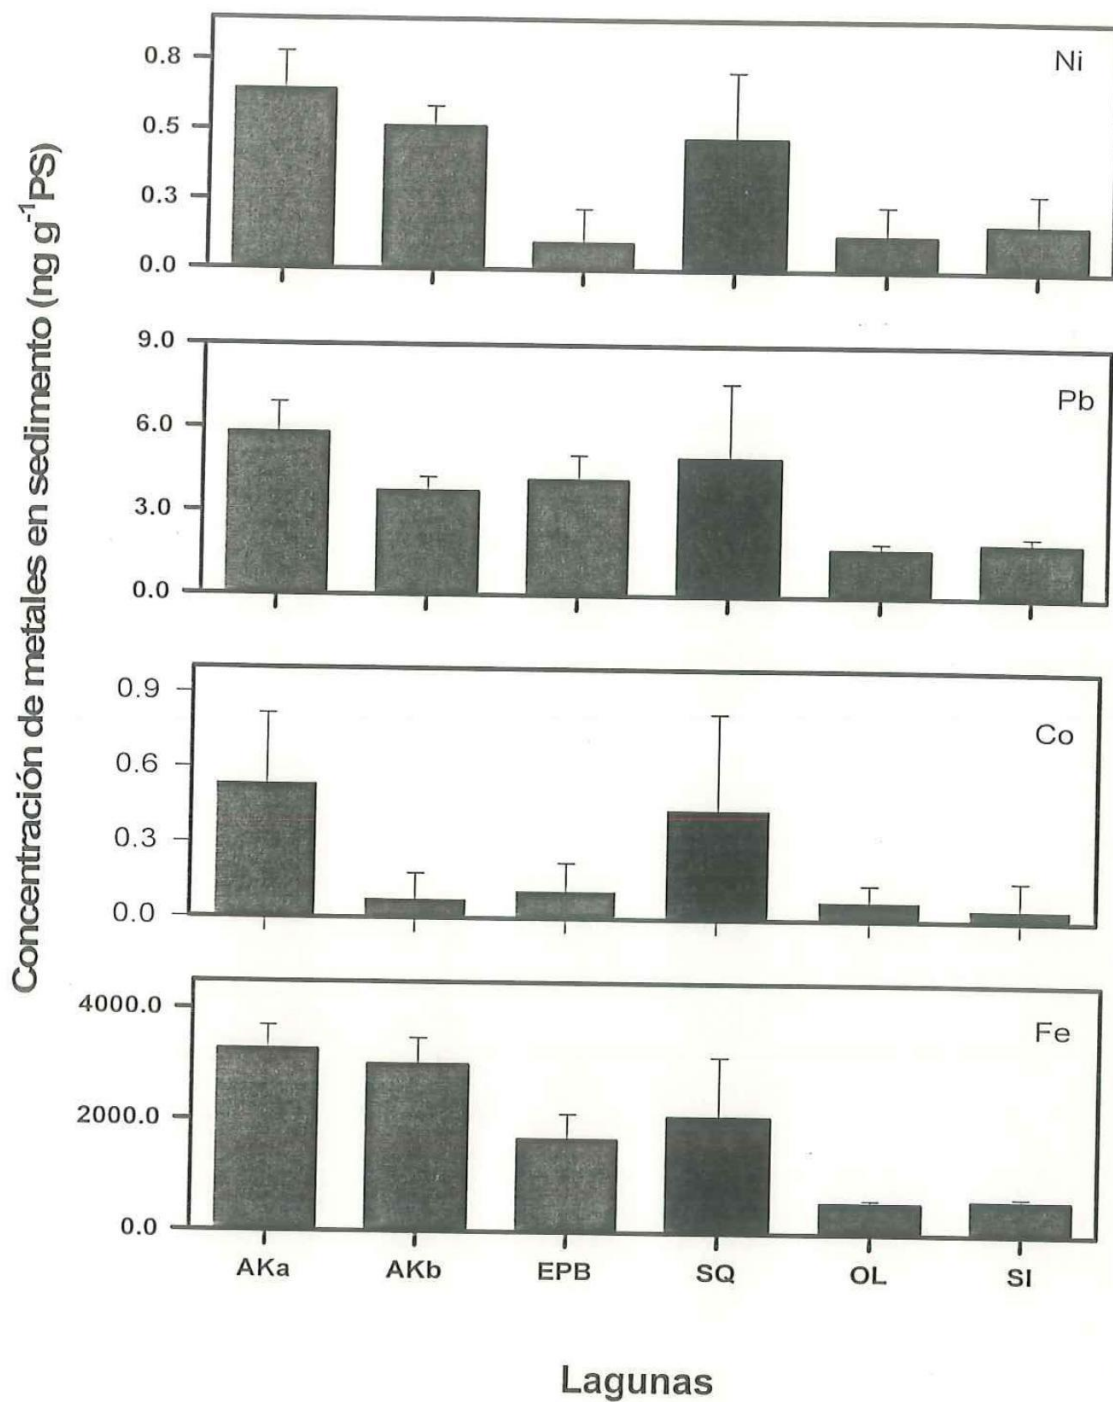 Concentración de metales en sedimento (ng g⁻¹PS)
Ni
0.8
0.5
0.3
0.0
Pb
9.0
6.0
3.0
0.0
Co
0.9
0.6
0.3
0.0
Fe
4000.0
2000.0
0.0
AKa AKb EPB SQ OL SI
Lagunas